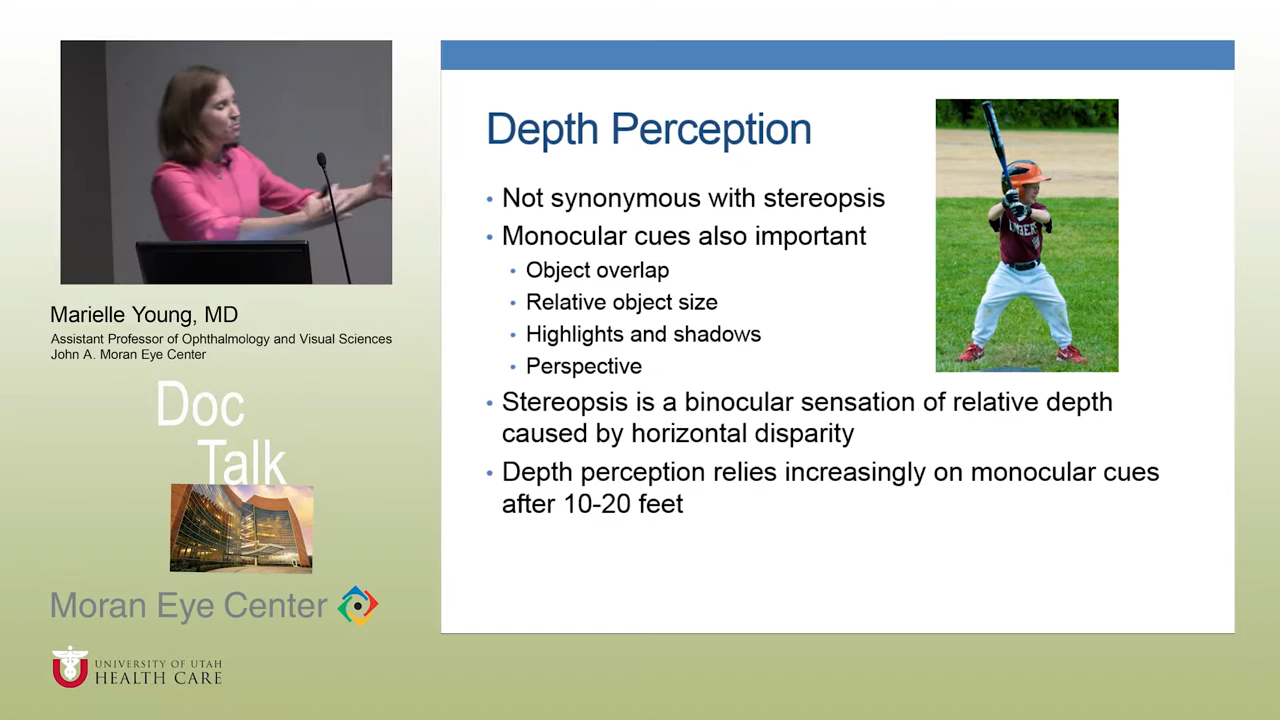 Marielle Young, MD
Assistant Professor of Ophthalmology and Visual Sciences
John A. Moran Eye Center
Doc
Talk
Moran Eye Center
UNIVERSITY OF UTAH
HEALTH CARE
Depth Perception
• Not synonymous with stereopsis
• Monocular cues also important
• Object overlap
• Relative object size
• Highlights and shadows
• Perspective
• Stereopsis is a binocular sensation of relative depth
caused by horizontal disparity
• Depth perception relies increasingly on monocular cues
after 10-20 feet